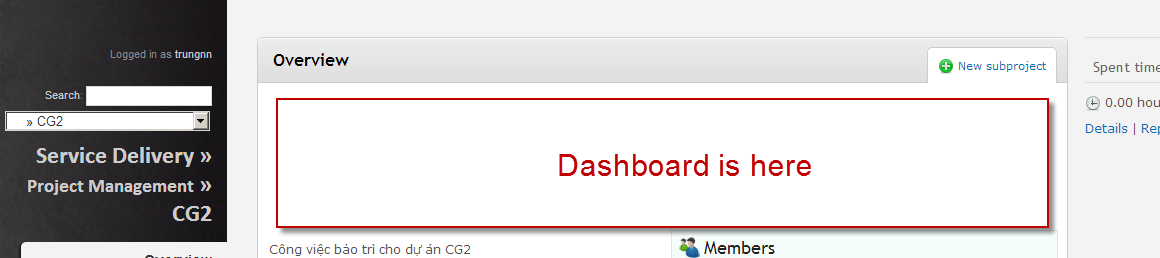 Logged in as trungnn
Search:
» CG2
Service Delivery »
Project Management »
CG2
Overview
New subproject
Dashboard is here
Công việc bảo trì cho dự án CG2
Members
Spent time
0.00 hou
Details | Rep